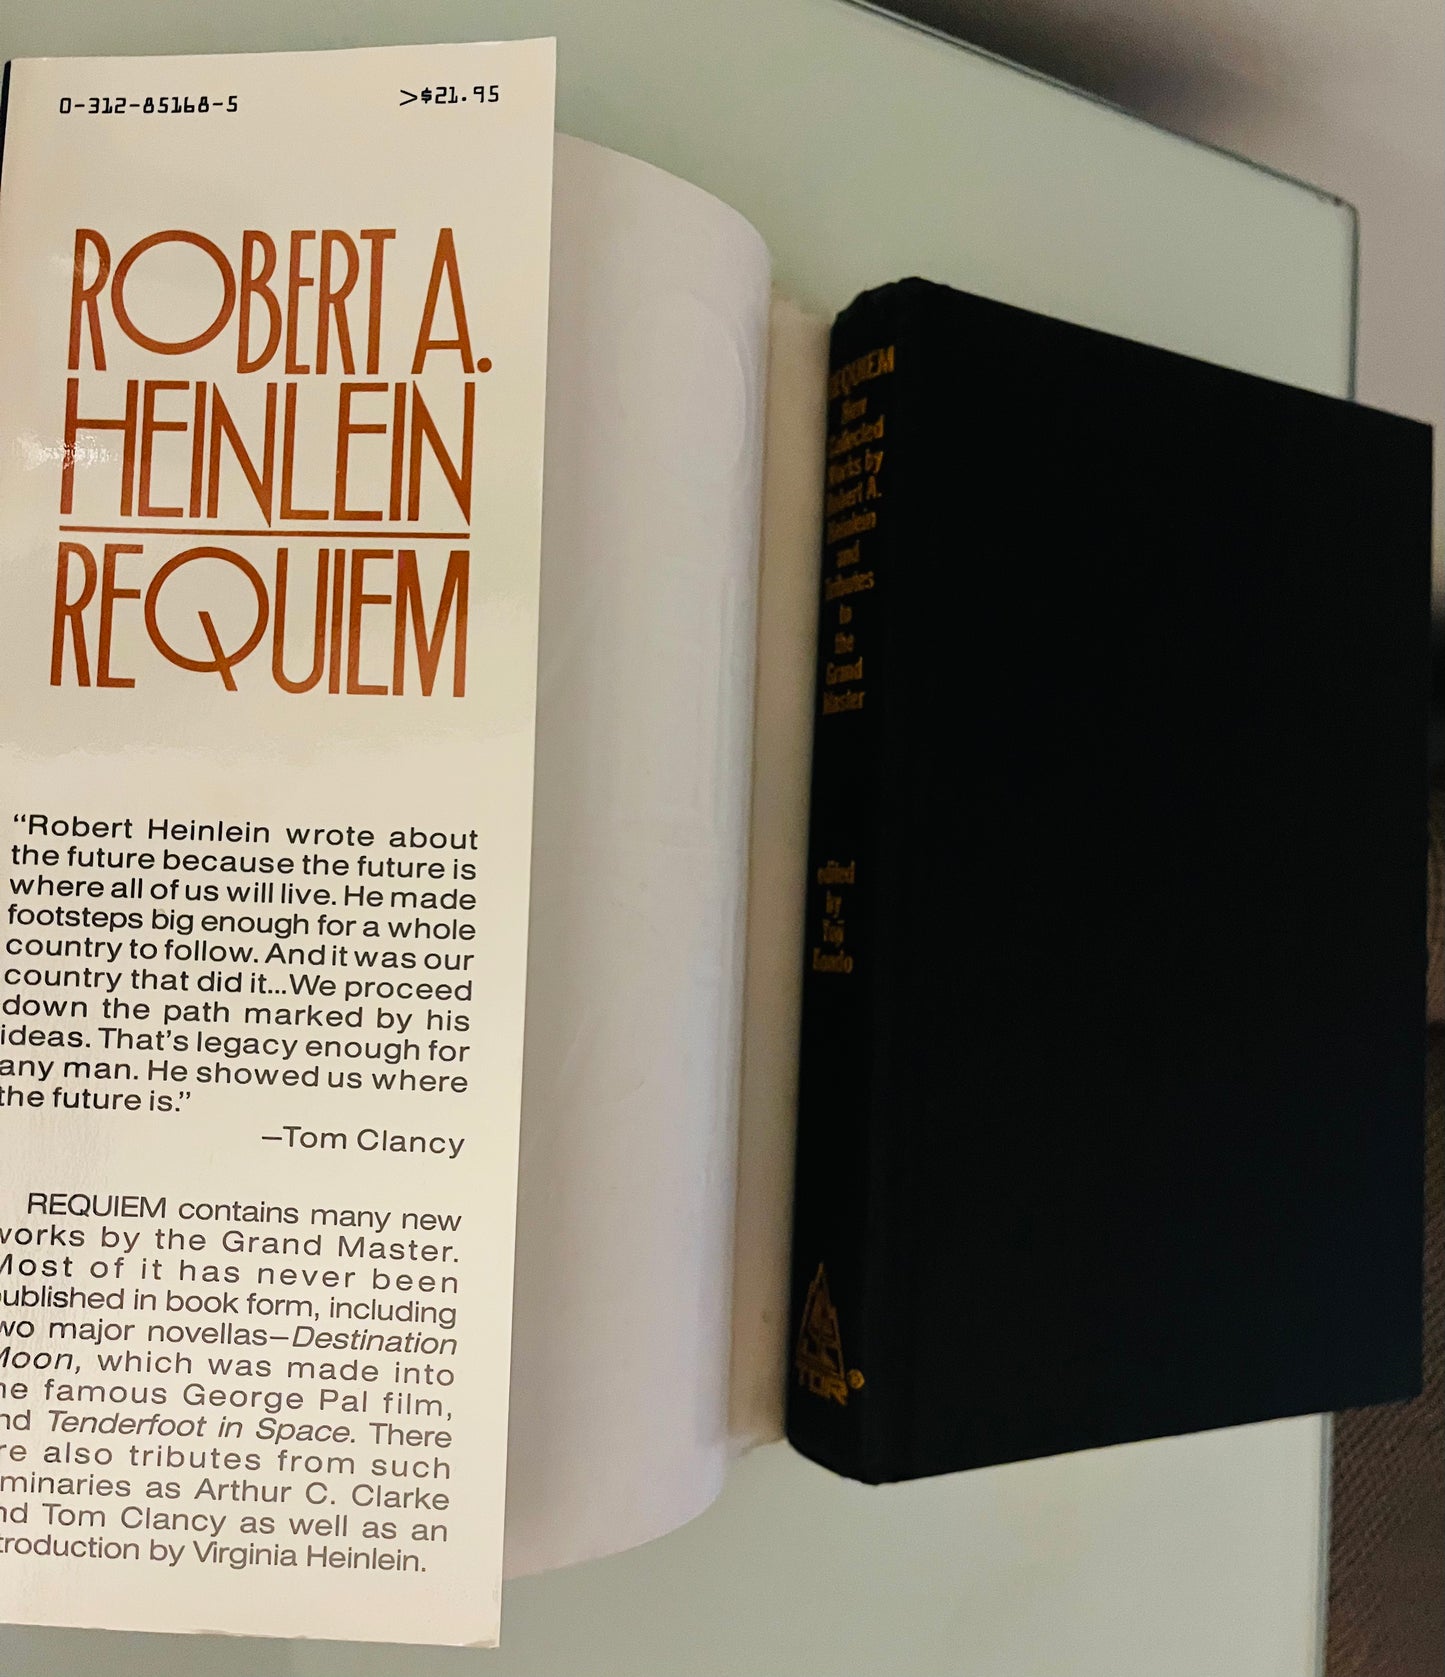 0-312-85168-5
>$21.95
ROBERT A.
HEINLEIN
REQUIEM
“Robert Heinlein wrote about
the future because the future is
where all of us will live. He made
footsteps big enough for a whole
country to follow. And it was our
country that did it...We proceed
down the path marked by his
ideas. That’s legacy enough for
any man. He showed us where
the future is.”
—Tom Clancy
REQUIEM contains many new
works by the Grand Master.
Most of it has never been
published in book form, including
two major novellas—Destination
Moon, which was made into
he famous George Pal film,
nd Tenderfoot in Space. There
re also tributes from such
minaries as Arthur C. Clarke
nd Tom Clancy as well as an
troduction by Virginia Heinlein.
REQUIEM
New
Collected
Works by
Robert A.
Heinlein
and
Tributes
to
the
Grand
Master
edited
by
Yoji
Kondo
TOR®